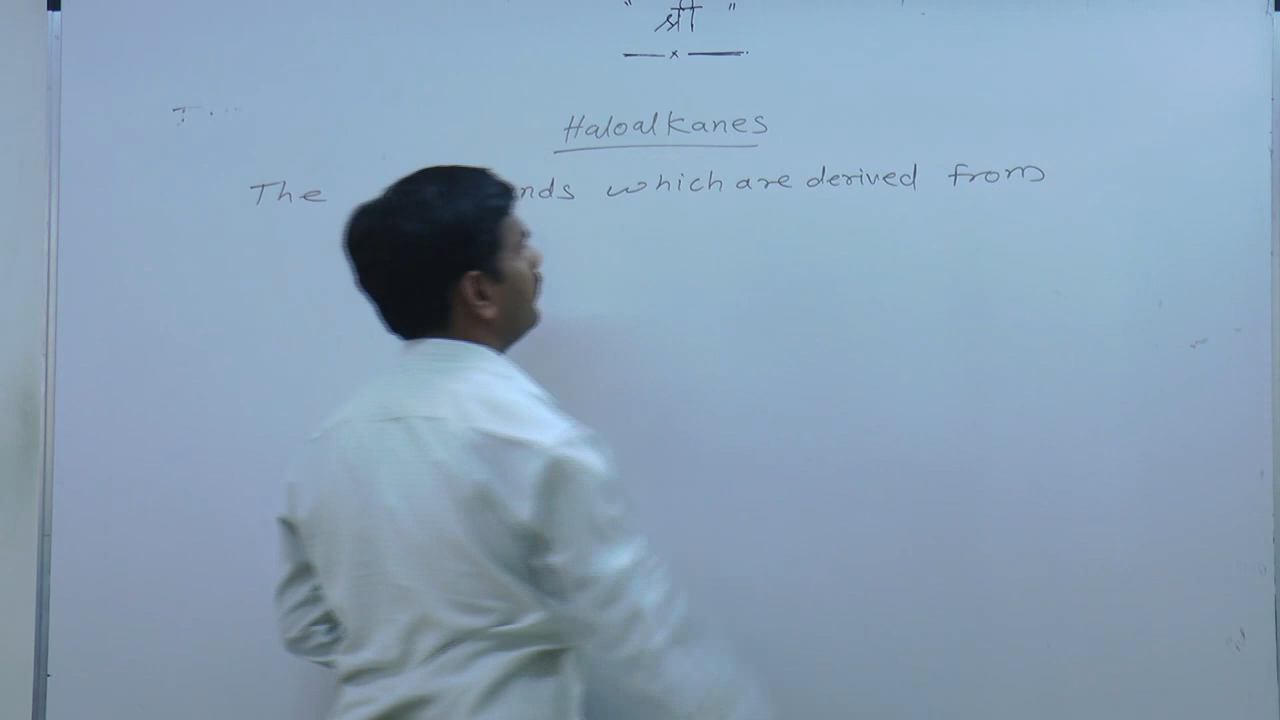 " श्री "
Haloalkanes
The nds which are derived from